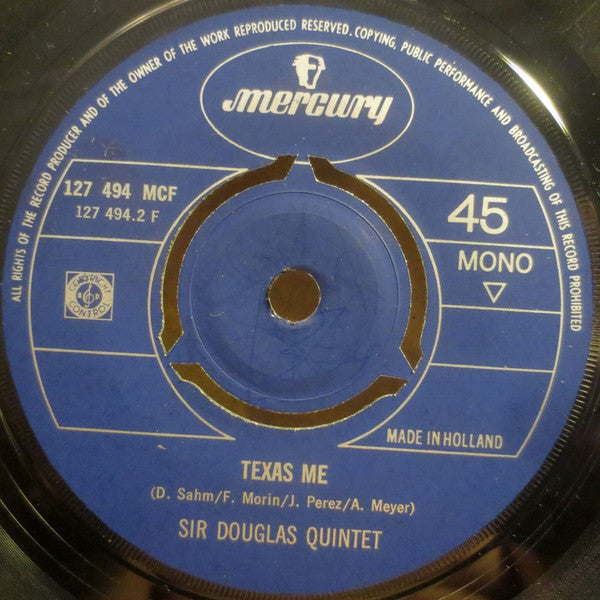 ALL RIGHTS OF THE RECORD PRODUCER AND OF THE OWNER OF THE WORK REPRODUCED RESERVED. COPYING, PUBLIC PERFORMANCE AND BROADCASTING OF THIS RECORD PROHIBITED
mercury
127 494 MCF
127 494.2 F
45
MONO
COPYRIGHT
CONTROL
MADE IN HOLLAND
TEXAS ME
(D. Sahm/F. Morin/J. Perez/A. Meyer)
SIR DOUGLAS QUINTET